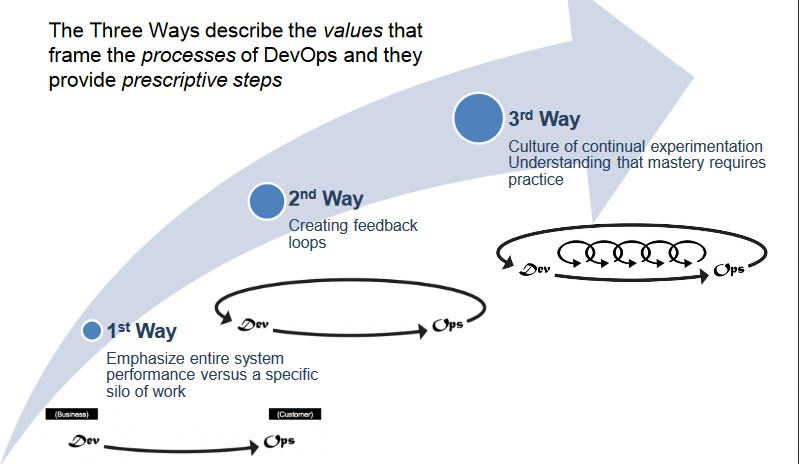 The Three Ways describe the values that
frame the processes of DevOps and they
provide prescriptive steps
3rd Way
Culture of continual experimentation
Understanding that mastery requires
practice
2nd Way
Creating feedback
loops
Dev Ops
Dev Ops
1st Way
Emphasize entire system
performance versus a specific
silo of work
(Business) (Customer)
Dev Ops